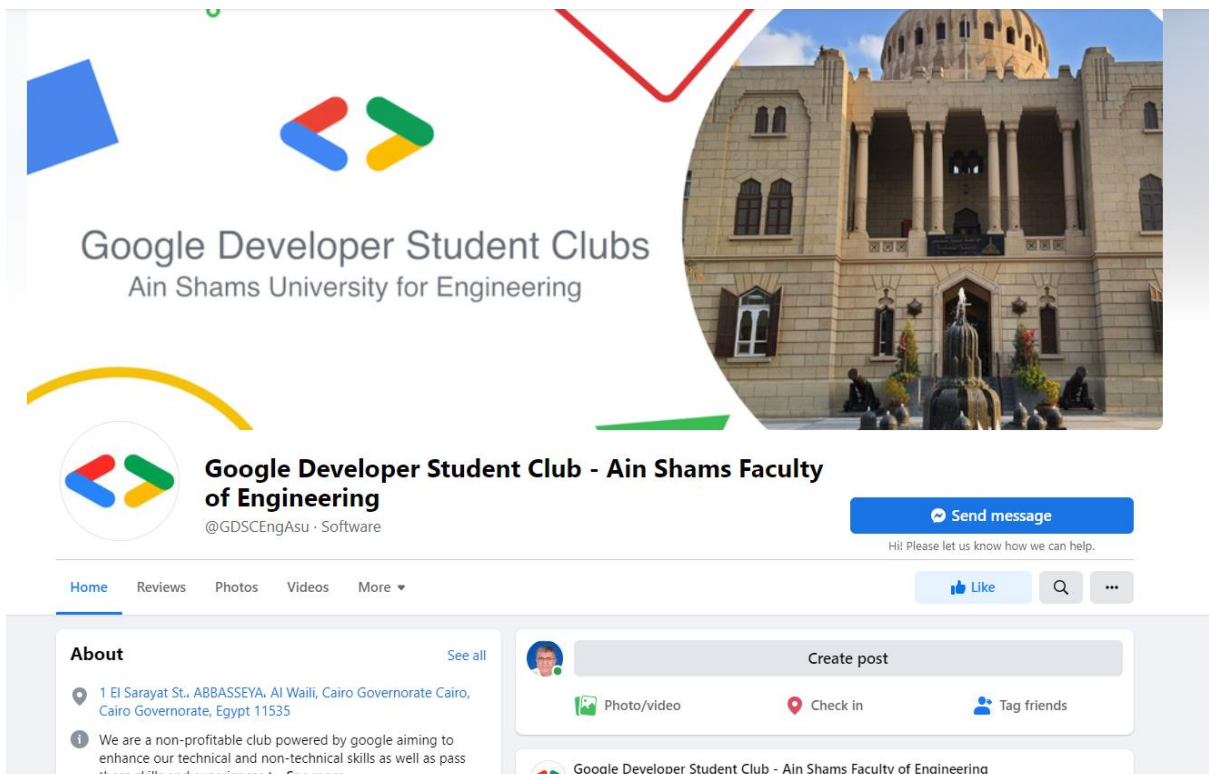 Google Developer Student Clubs
Ain Shams University for Engineering
Google Developer Student Club - Ain Shams Faculty
of Engineering
@GDSCEngAsu · Software
Send message
Hi! Please let us know how we can help.
Home Reviews Photos Videos More
Like
About See all
1 El Sarayat St., ABBASSEYA، Al Waili, Cairo Governorate Cairo,
Cairo Governorate, Egypt 11535
We are a non-profitable club powered by google aiming to
enhance our technical and non-technical skills as well as pass
Create post
Photo/video Check in Tag friends
Google Developer Student Club - Ain Shams Faculty of Engineering